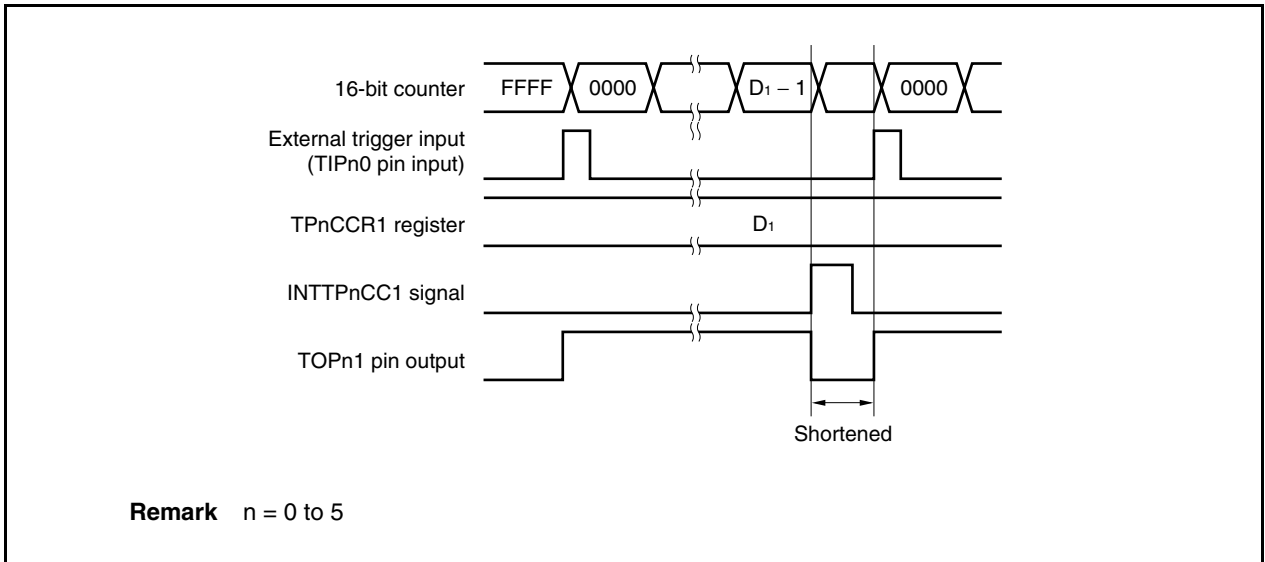 16-bit counter FFFF 0000 D₁ − 1 0000
External trigger input
(TIPn0 pin input)
TPnCCR1 register D₁
INTTPnCC1 signal
TOPn1 pin output
Shortened
Remark n = 0 to 5